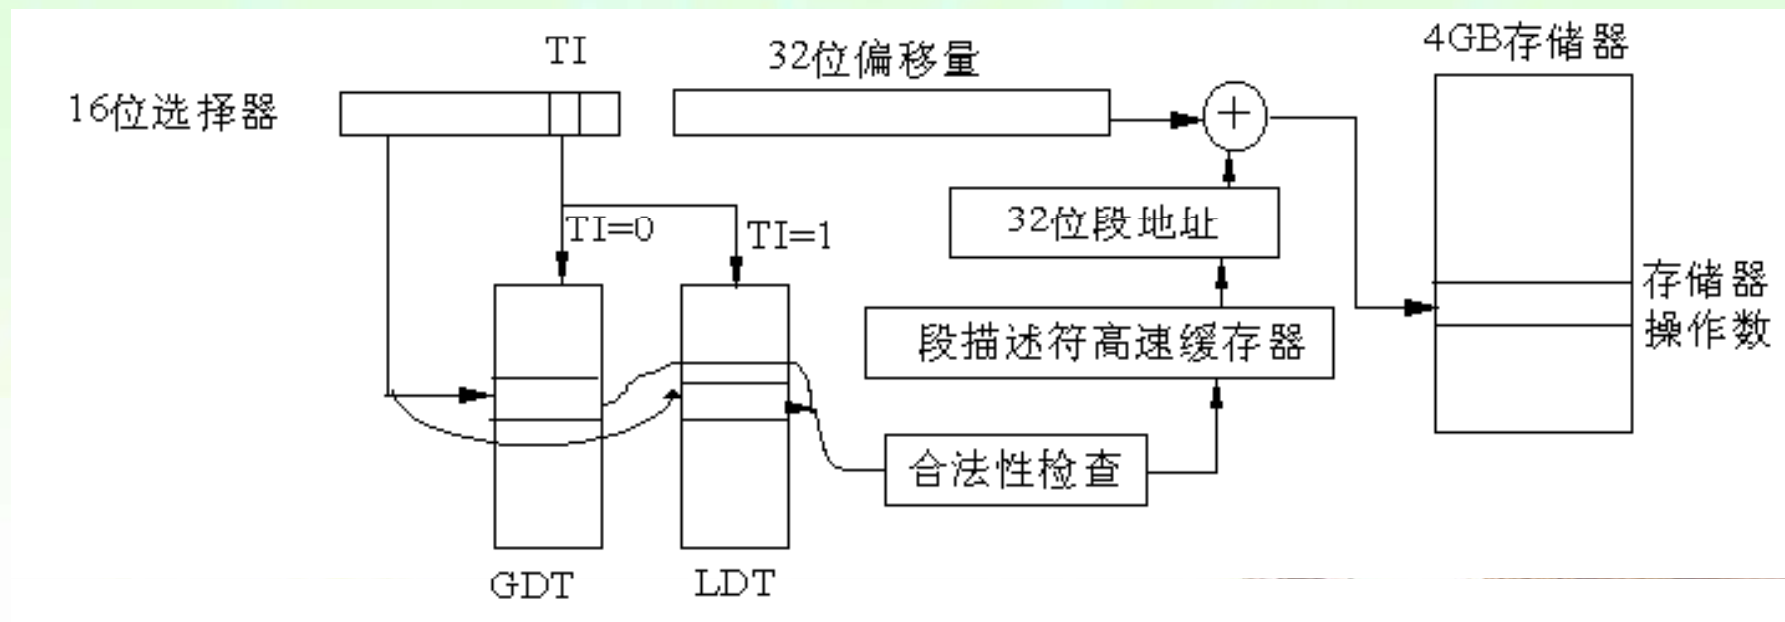 TI
32位偏移量
4GB存储器
16位选择器
+
TI=0
TI=1
32位段地址
存储器
操作数
段描述符高速缓存器
合法性检查
GDT
LDT